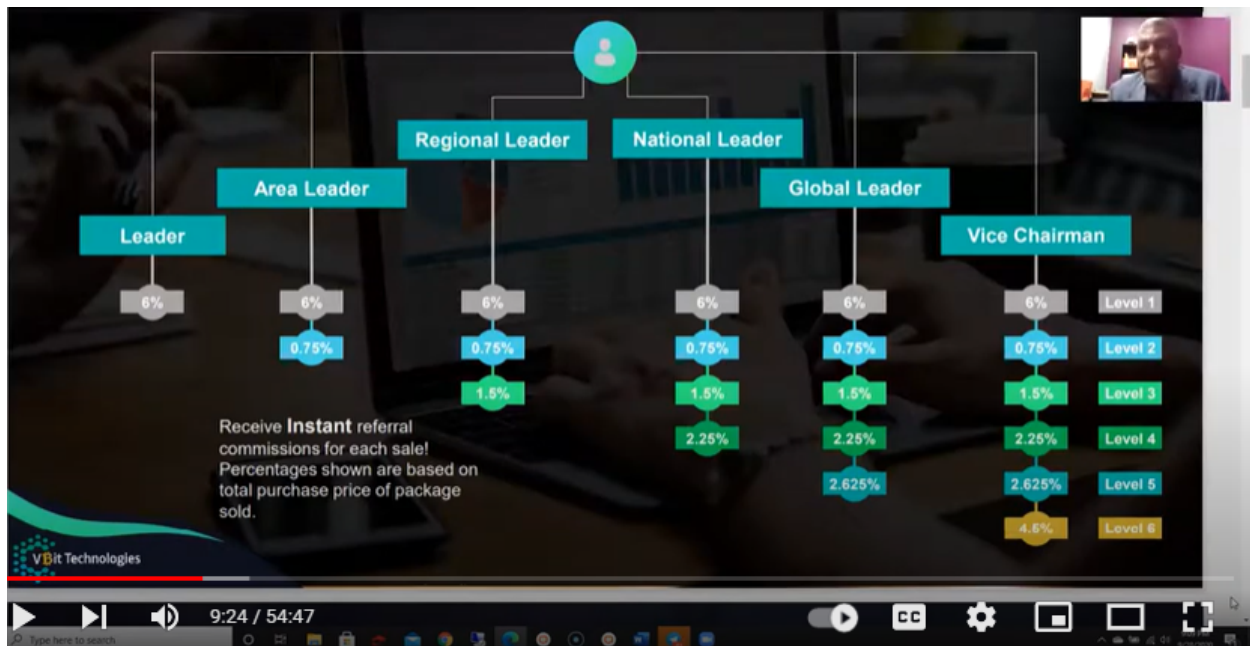 Regional Leader
National Leader
Area Leader
Global Leader
Leader
Vice Chairman
6% 6% 6% 6% 6% 6% Level 1
0.75% 0.75% 0.75% 0.75% 0.75% Level 2
1.5% 1.5% 1.5% 1.5% Level 3
2.25% 2.25% 2.25% Level 4
2.625% 2.625% Level 5
4.5% Level 6
Receive Instant referral
commissions for each sale!
Percentages shown are based on
total purchase price of package
sold.
VBit Technologies
9:24 / 54:47
CC
Type here to search